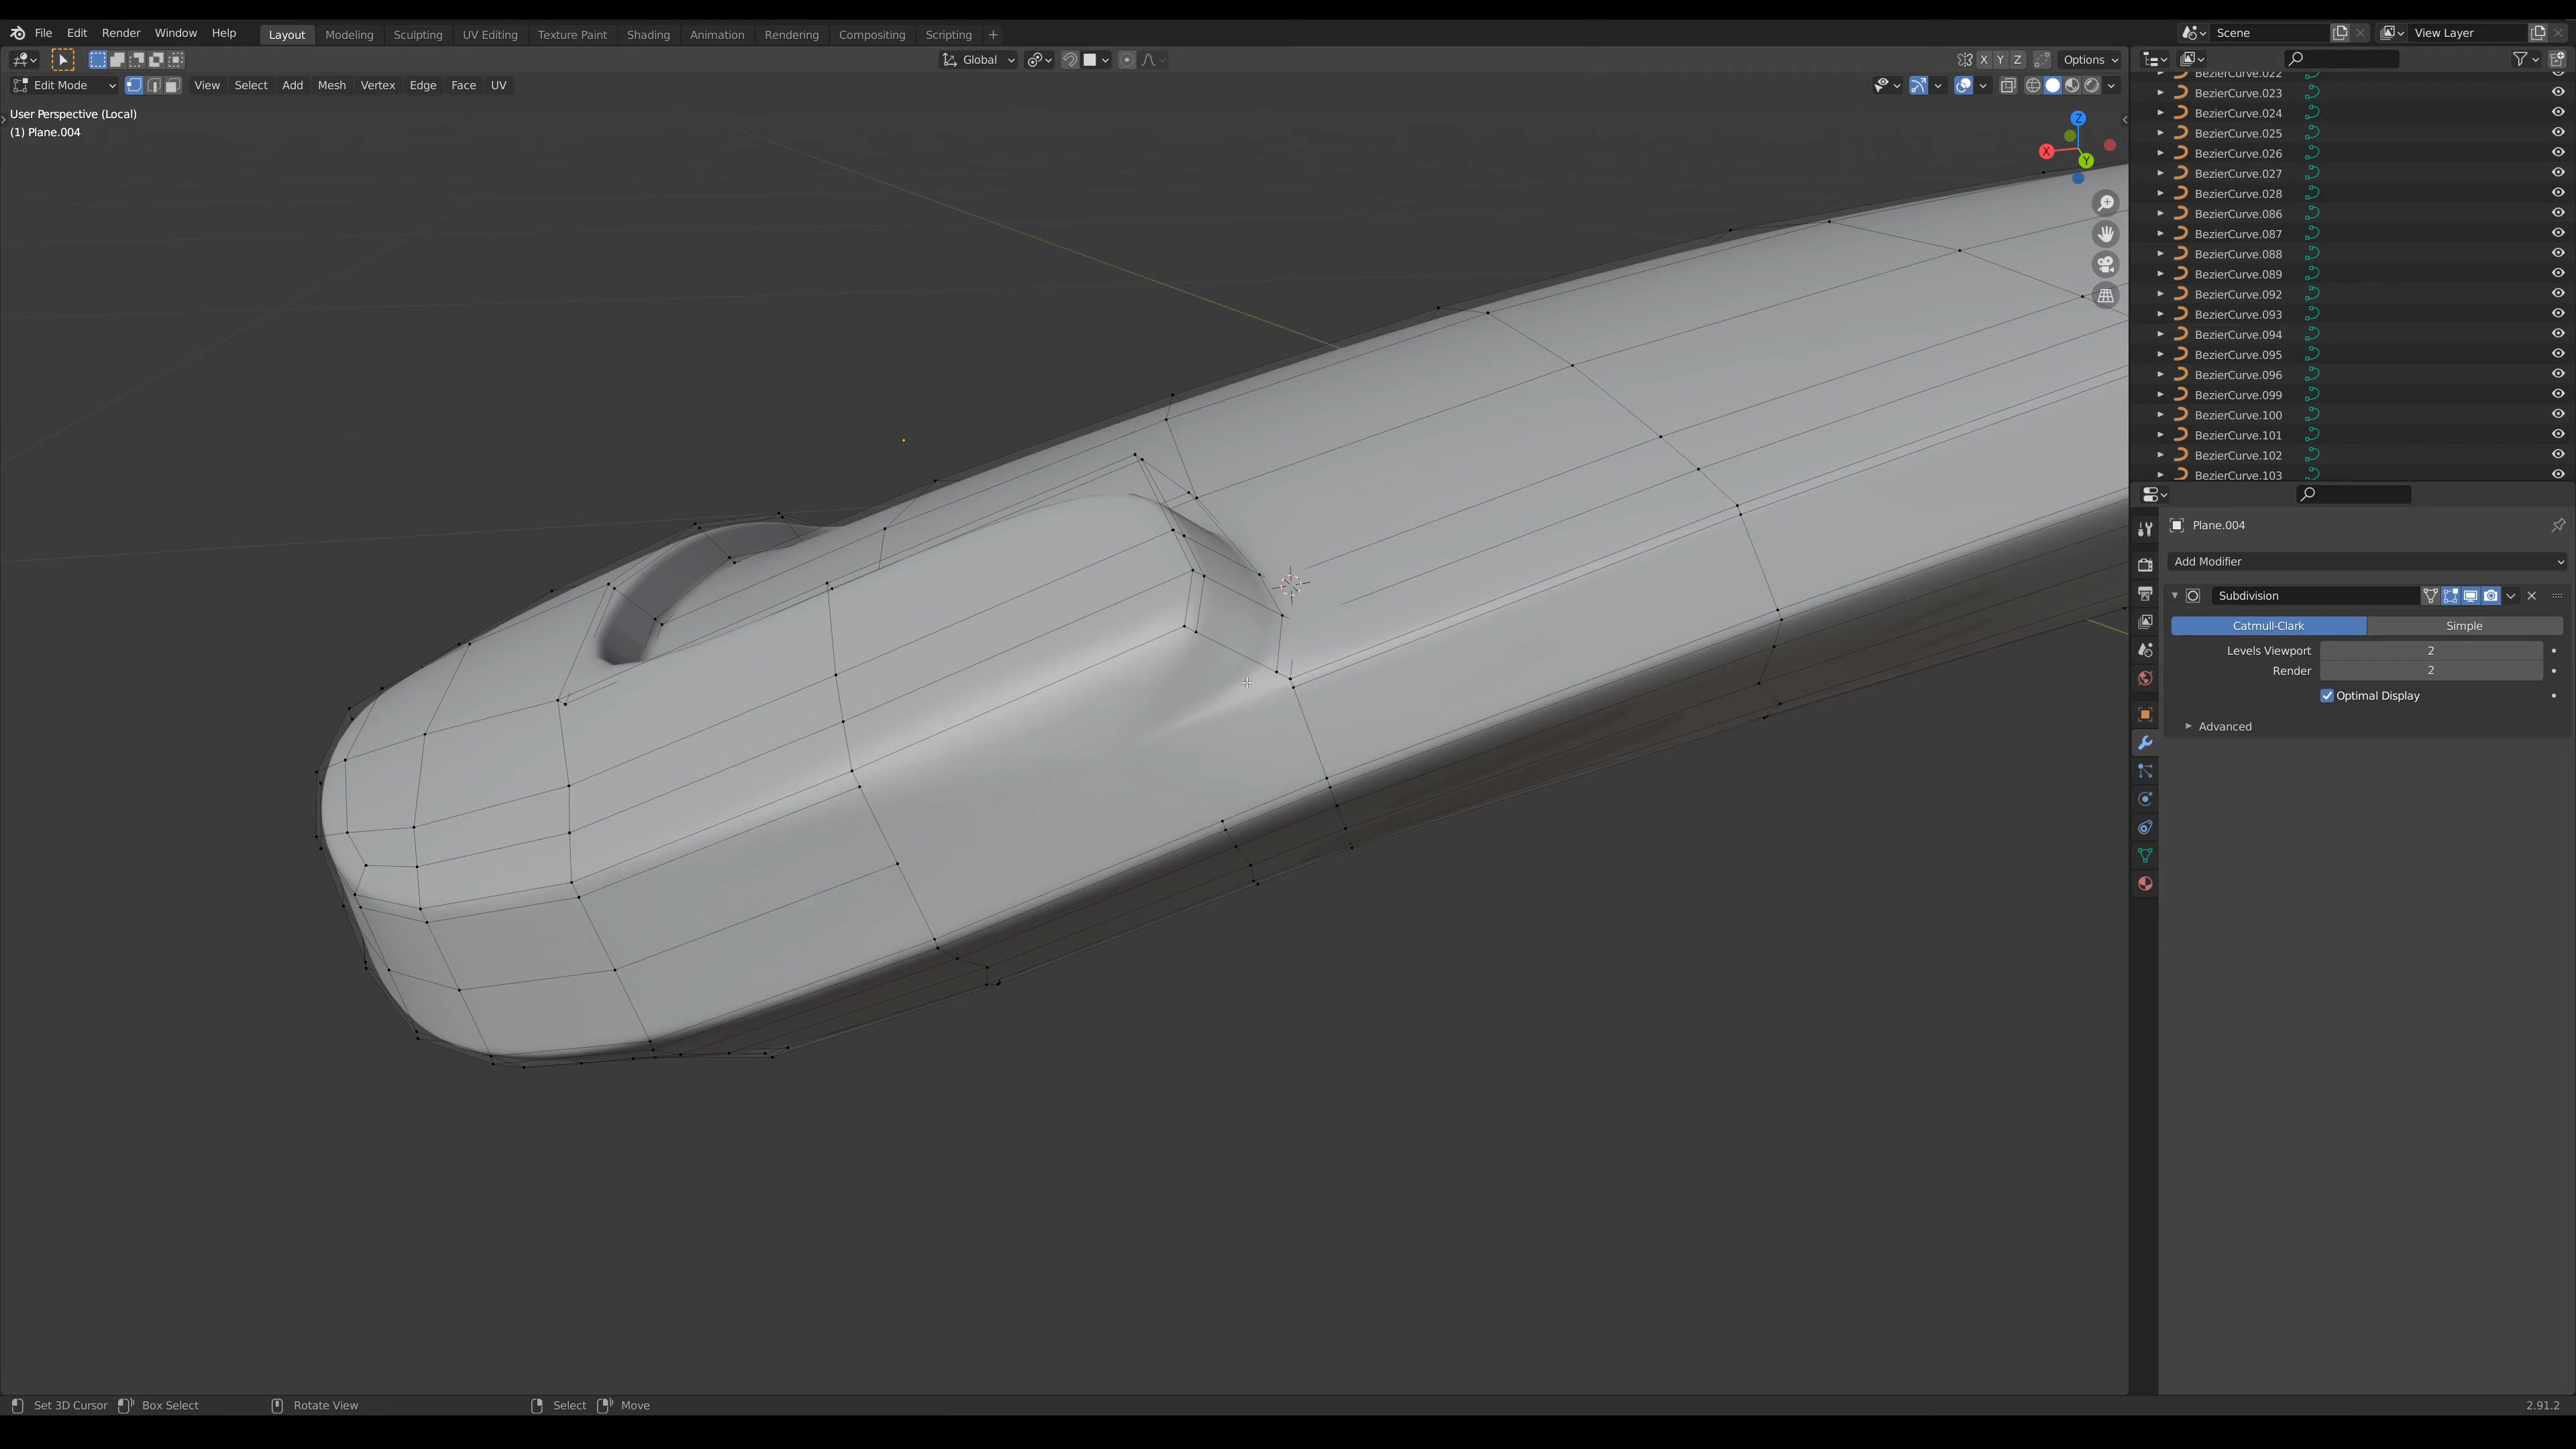 File Edit Render Window Help Layout Modeling Sculpting UV Editing Texture Paint Shading Animation Rendering Compositing Scripting + Scene View Layer
Global X Y Z Options
Edit Mode View Select Add Mesh Vertex Edge Face UV
User Perspective (Local)
(1) Plane.004
Z
X
Y
BezierCurve.022
BezierCurve.023
BezierCurve.024
BezierCurve.025
BezierCurve.026
BezierCurve.027
BezierCurve.028
BezierCurve.086
BezierCurve.087
BezierCurve.088
BezierCurve.089
BezierCurve.092
BezierCurve.093
BezierCurve.094
BezierCurve.095
BezierCurve.096
BezierCurve.099
BezierCurve.100
BezierCurve.101
BezierCurve.102
BezierCurve.103
Plane.004
Add Modifier
Subdivision
Catmull-Clark Simple
Levels Viewport 2
Render 2
Optimal Display
Advanced
Set 3D Cursor Box Select Rotate View Select Move 2.91.2